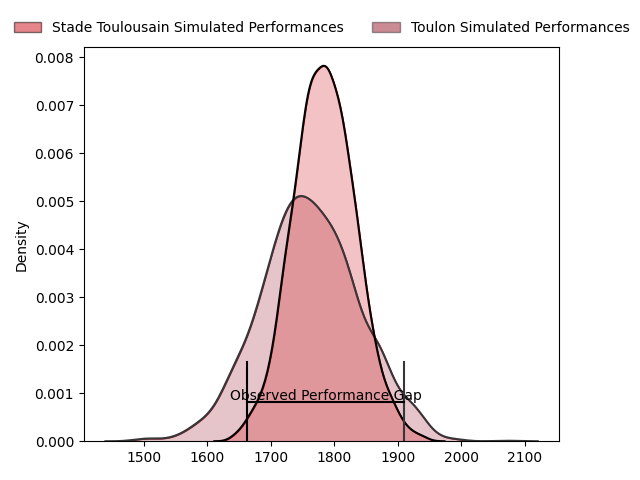 Stade Toulousain Simulated Performances
Toulon Simulated Performances
0.008
0.007
0.006
0.005
0.004
0.003
0.002
0.001
0.000
Density
Observed Performance Gap
1500 1600 1700 1800 1900 2000 2100